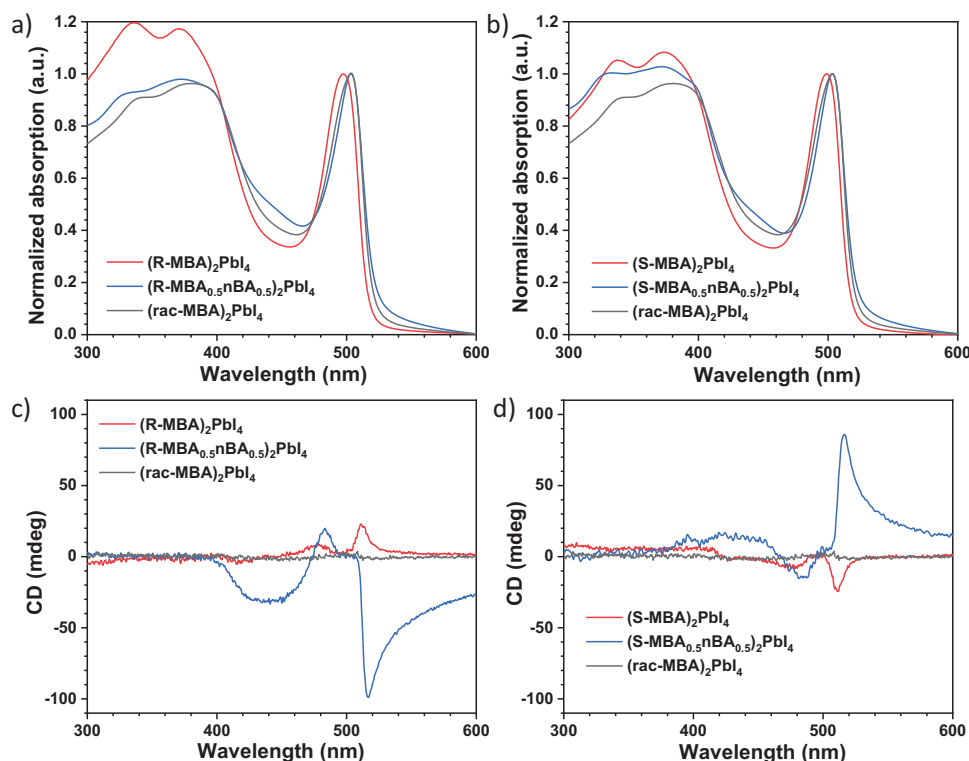 a)
Normalized absorption (a.u.)
1.2
1.0
0.8
0.6
0.4
0.2
0.0
(R-MBA)₂PbI₄
(R-MBA₀.₅nBA₀.₅)₂PbI₄
(rac-MBA)₂PbI₄
300 400 500 600
Wavelength (nm)
b)
Normalized absorption (a.u.)
1.2
1.0
0.8
0.6
0.4
0.2
0.0
(S-MBA)₂PbI₄
(S-MBA₀.₅nBA₀.₅)₂PbI₄
(rac-MBA)₂PbI₄
300 400 500 600
Wavelength (nm)
c)
CD (mdeg)
100
50
0
-50
-100
(R-MBA)₂PbI₄
(R-MBA₀.₅nBA₀.₅)₂PbI₄
(rac-MBA)₂PbI₄
300 400 500 600
Wavelength (nm)
d)
CD (mdeg)
100
50
0
-50
-100
(S-MBA)₂PbI₄
(S-MBA₀.₅nBA₀.₅)₂PbI₄
(rac-MBA)₂PbI₄
300 400 500 600
Wavelength (nm)